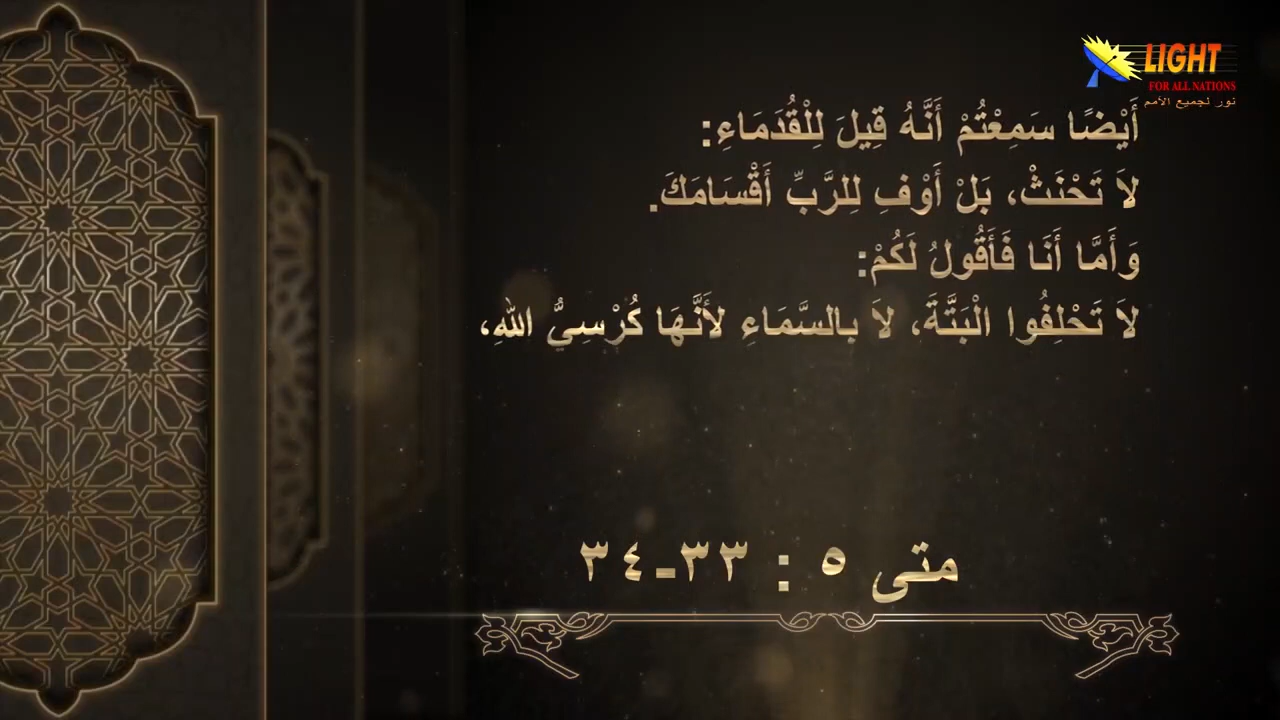 LIGHT
FOR ALL NATIONS
نور لجميع الأمم
أَيْضًا سَمِعْتُمْ أَنَّهُ قِيلَ لِلْقُدَمَاءِ:
لاَ تَحْنَثْ، بَلْ أَوْفِ لِلرَّبِّ أَقْسَامَكَ.
وَأَمَّا أَنَا فَأَقُولُ لَكُمْ:
لاَ تَحْلِفُوا الْبَتَّةَ، لاَ بِالسَّمَاءِ لأَنَّهَا كُرْسِيُّ اللهِ،
متى ٥ : ٣٣-٣٤